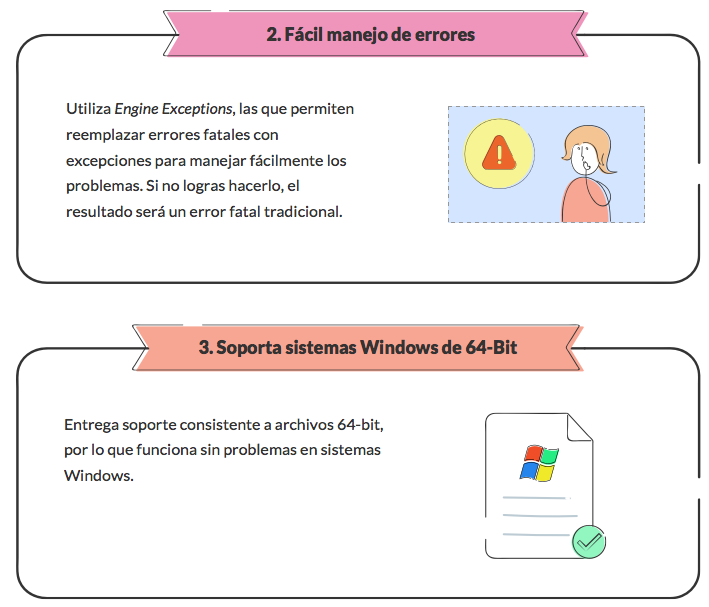 2. Fácil manejo de errores
Utiliza Engine Exceptions, las que permiten
reemplazar errores fatales con
excepciones para manejar fácilmente los
problemas. Si no logras hacerlo, el
resultado será un error fatal tradicional.
3. Soporta sistemas Windows de 64-Bit
Entrega soporte consistente a archivos 64-bit,
por lo que funciona sin problemas en sistemas
Windows.